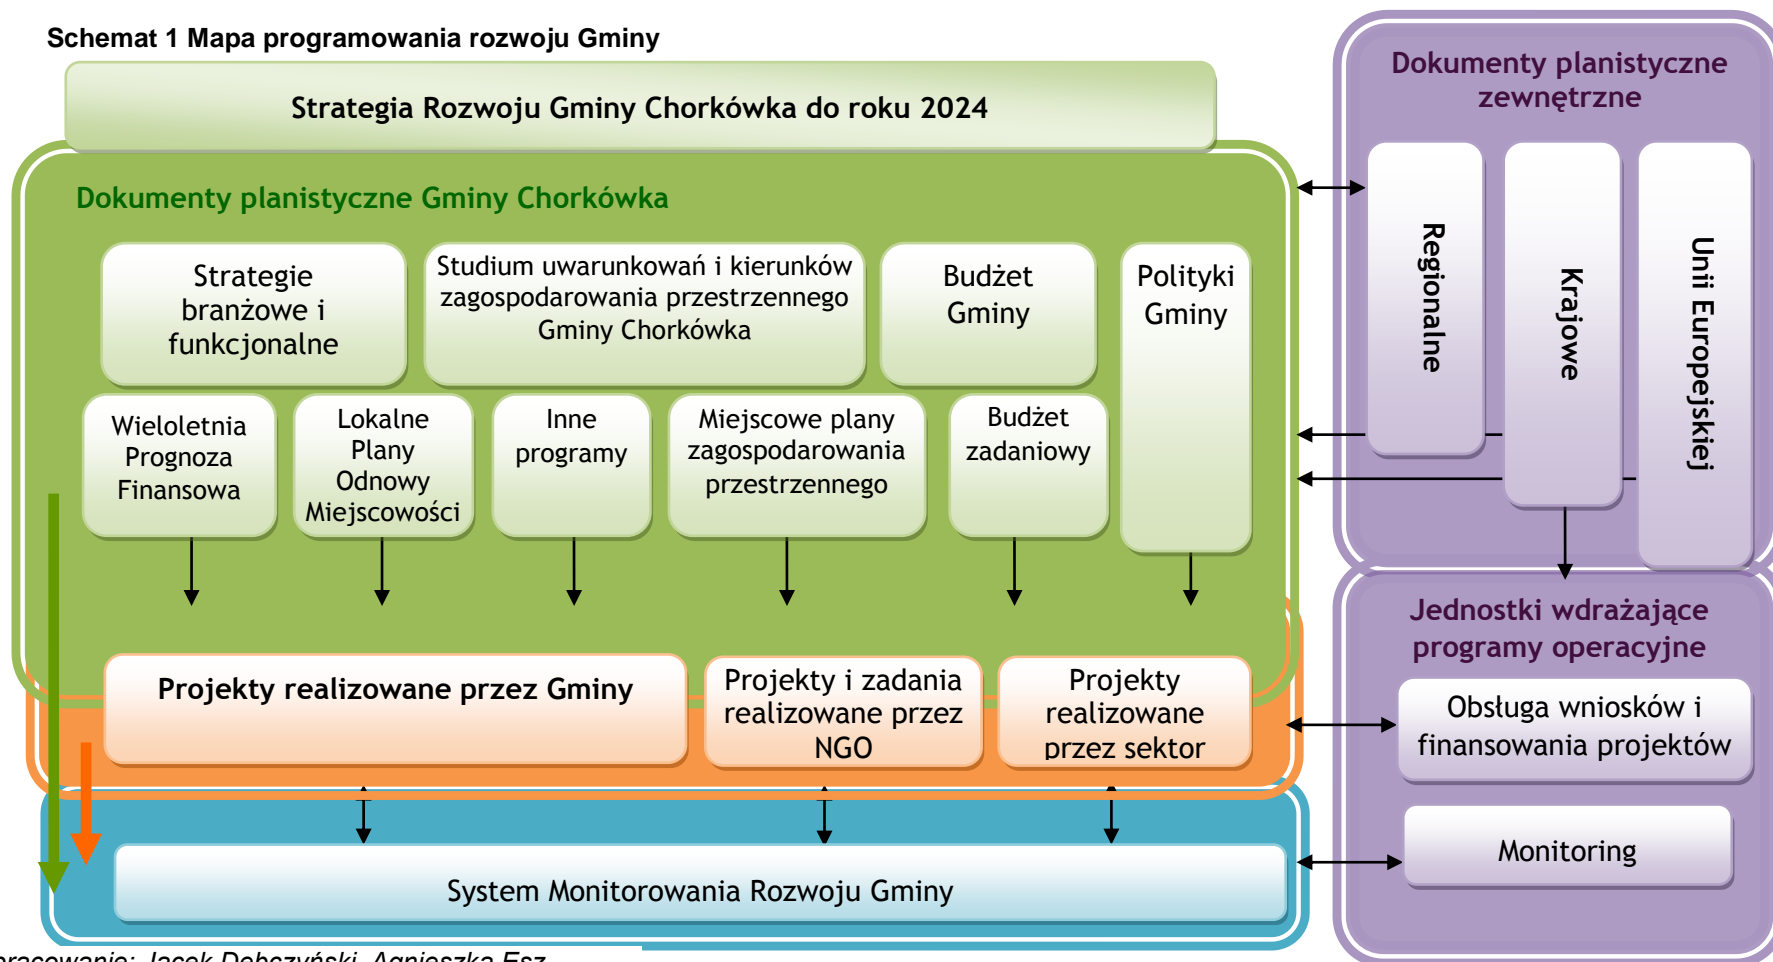 Schemat 1 Mapa programowania rozwoju Gminy
Strategia Rozwoju Gminy Chorkówka do roku 2024
Dokumenty planistyczne Gminy Chorkówka
Strategie
branżowe i
funkcjonalne
Studium uwarunkowań i kierunków
zagospodarowania przestrzennego
Gminy Chorkówka
Budżet
Gminy
Polityki
Gminy
Wieloletnia
Prognoza
Finansowa
Lokalne
Plany
Odnowy
Miejscowości
Inne
programy
Miejscowe plany
zagospodarowania
przestrzennego
Budżet
zadaniowy
Projekty realizowane przez Gminy
Projekty i zadania
realizowane przez
NGO
Projekty
realizowane
przez sektor
System Monitorowania Rozwoju Gminy
Dokumenty planistyczne
zewnętrzne
Regionalne
Krajowe
Unii Europejskiej
Jednostki wdrażające
programy operacyjne
Obsługa wniosków i
finansowania projektów
Monitoring
Jacek Dębczyński, Agnieszka